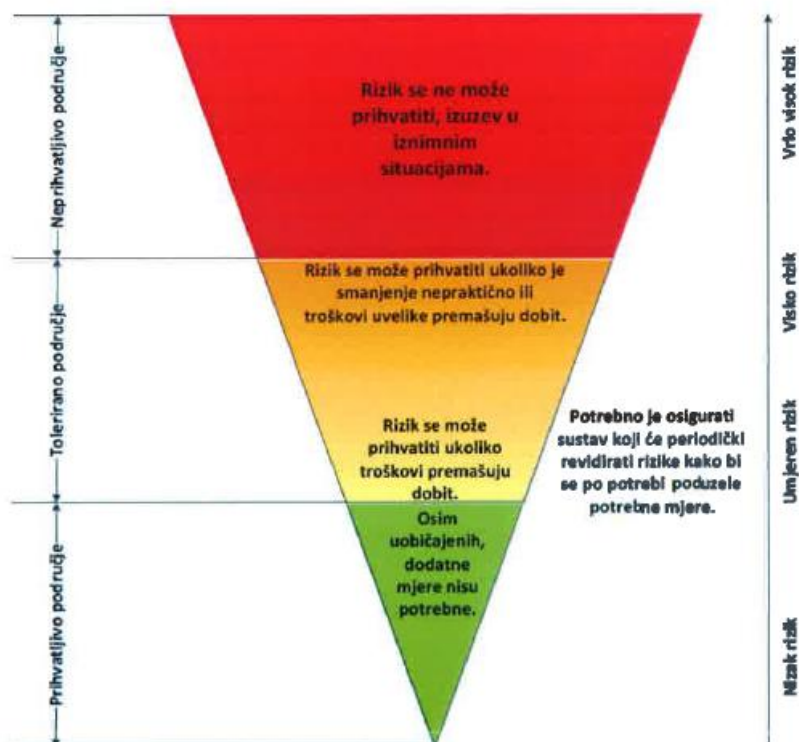 Neprihvatljivo područje
Tolerirano područje
Prihvatljivo područje
Rizik se ne može
prihvatiti, izuzev u
iznimnim
situacijama.
Rizik se može prihvatiti ukoliko je
smanjenje nepraktično ili
troškovi uvelike premašuju dobit.
Rizik se može
prihvatiti ukoliko
troškovi premašuju
dobit.
Osim
uobičajenih,
dodatne
mjere nisu
potrebne.
Potrebno je osigurati
sustav koji će periodički
revidirati rizike kako bi
se po potrebi poduzele
potrebne mjere.
Vrlo visok rizik
Visko rizik
Umjeren rizik
Nizak rizik